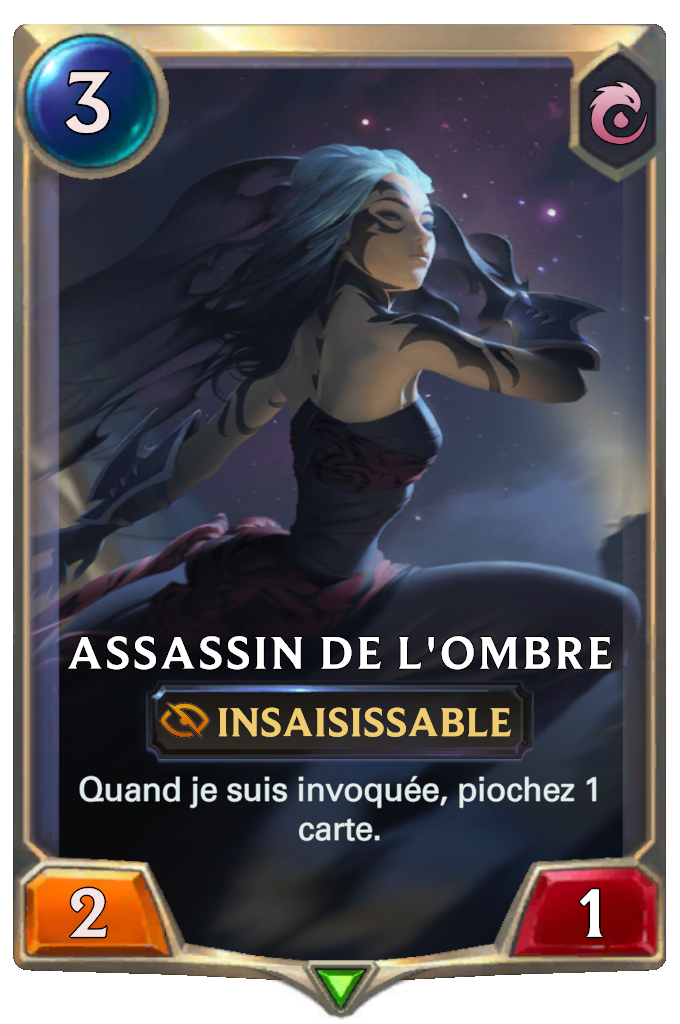 3
ASSASSIN DE L'OMBRE
INSAISISSABLE
Quand je suis invoquée, piochez 1
carte.
2
1